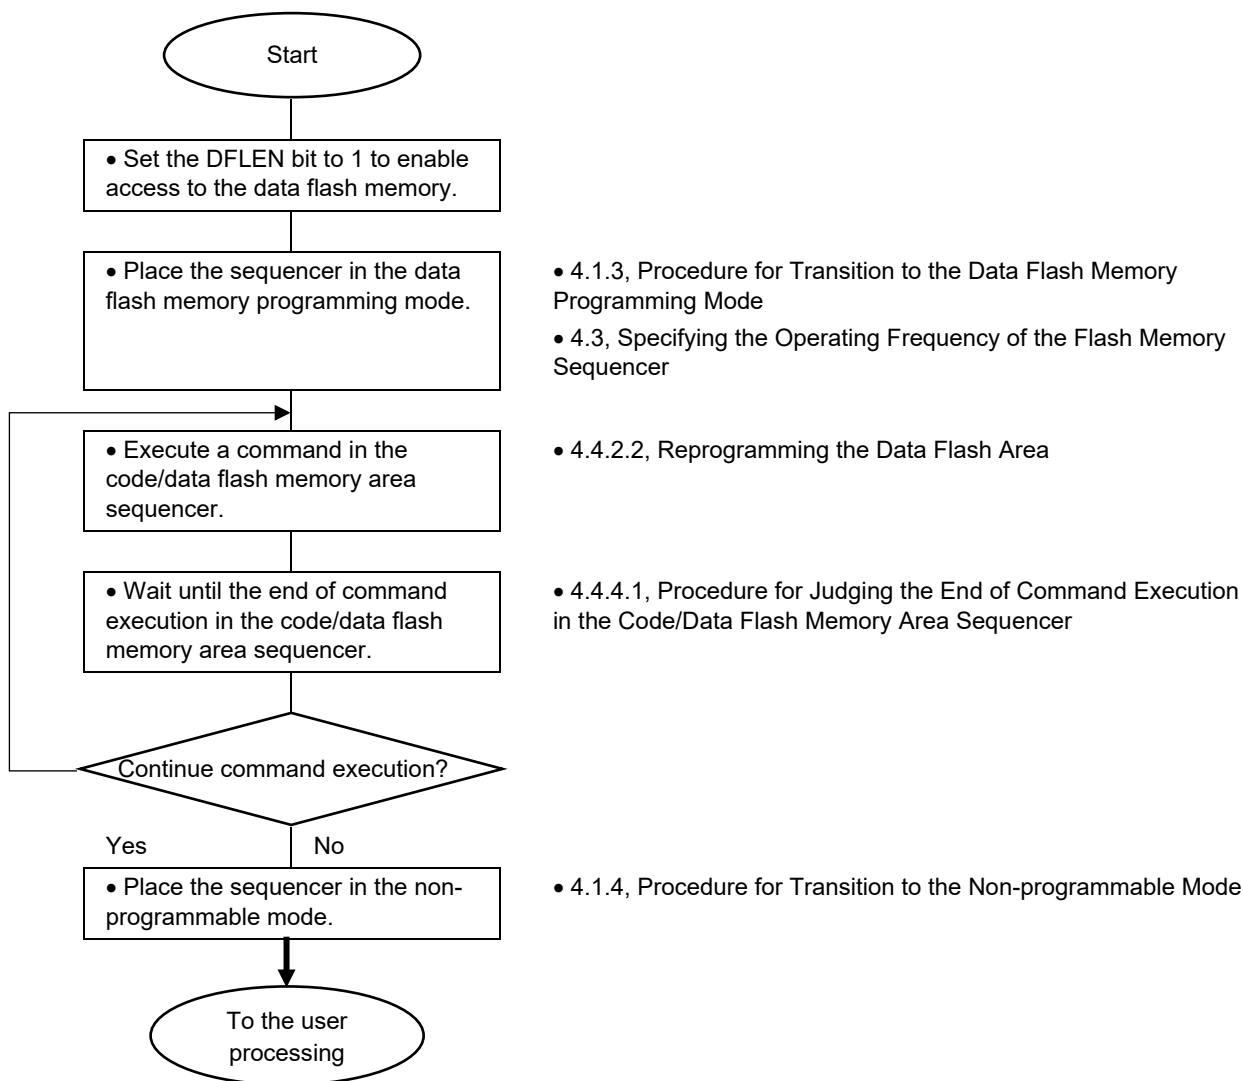 Start
• Set the DFLEN bit to 1 to enable
access to the data flash memory.
• Place the sequencer in the data
flash memory programming mode.
• 4.1.3, Procedure for Transition to the Data Flash Memory
Programming Mode
• 4.3, Specifying the Operating Frequency of the Flash Memory
Sequencer
• Execute a command in the
code/data flash memory area
sequencer.
• 4.4.2.2, Reprogramming the Data Flash Area
• Wait until the end of command
execution in the code/data flash
memory area sequencer.
• 4.4.4.1, Procedure for Judging the End of Command Execution
in the Code/Data Flash Memory Area Sequencer
Continue command execution?
Yes
No
• Place the sequencer in the non-
programmable mode.
• 4.1.4, Procedure for Transition to the Non-programmable Mode
To the user
processing